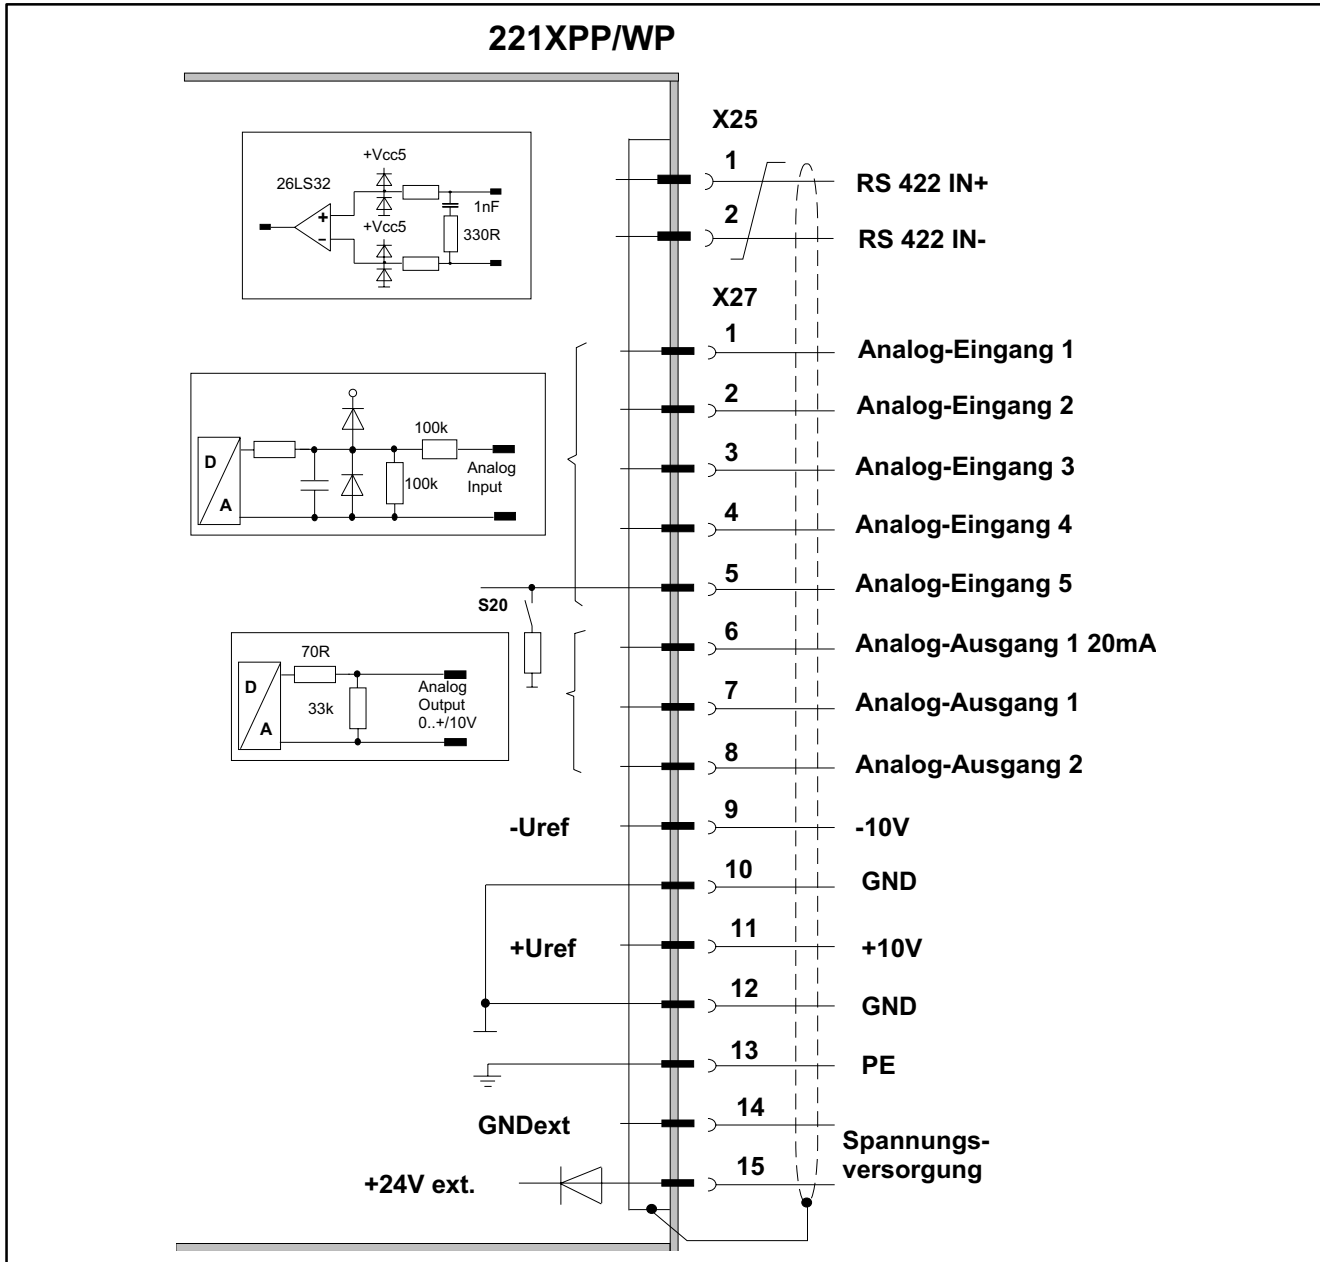 221XPP/WP
X25
+Vcc5
26LS32
+
1nF
+Vcc5
-
330R
1
RS 422 IN+
2
RS 422 IN-
X27
1
Analog-Eingang 1
2
Analog-Eingang 2
100k
D
A
100k
Analog
Input
3
Analog-Eingang 3
4
Analog-Eingang 4
5
Analog-Eingang 5
S20
6
Analog-Ausgang 1 20mA
70R
D
A
33k
Analog
Output
0..+/10V
7
Analog-Ausgang 1
8
Analog-Ausgang 2
-Uref
9
-10V
10
GND
+Uref
11
+10V
12
GND
13
PE
GNDext
14
Spannungs-
versorgung
+24V ext.
15